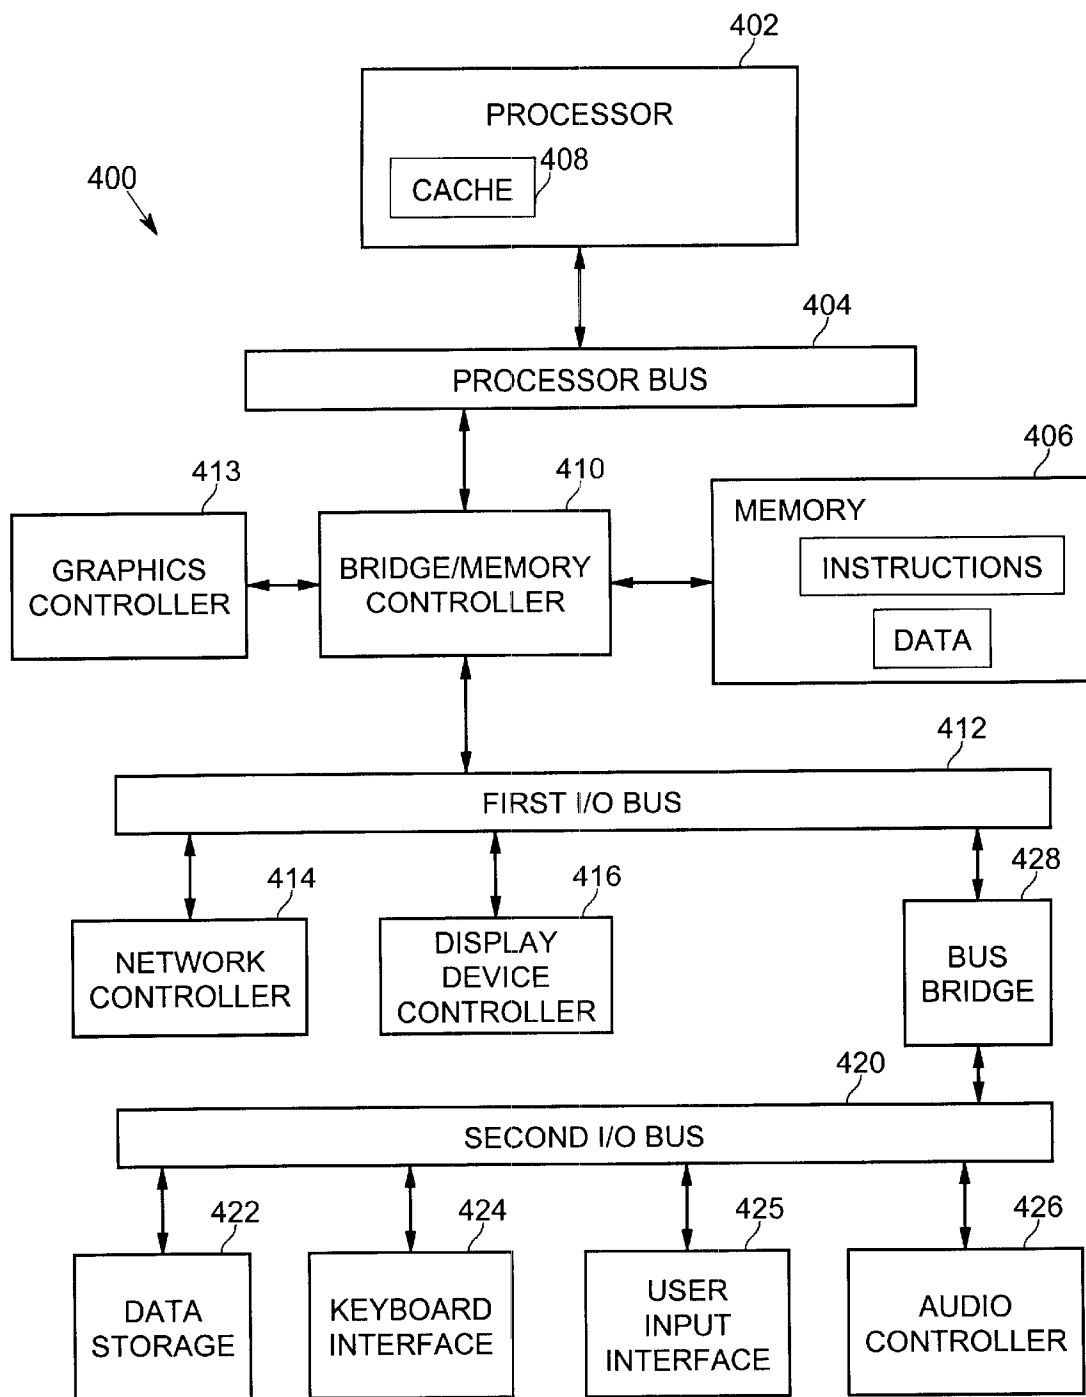 402
PROCESSOR
408
CACHE
400
404
PROCESSOR BUS
413
410
406
MEMORY
GRAPHICS
CONTROLLER
BRIDGE/MEMORY
CONTROLLER
INSTRUCTIONS
DATA
412
FIRST I/O BUS
414
416
428
NETWORK
CONTROLLER
DISPLAY
DEVICE
CONTROLLER
BUS
BRIDGE
420
SECOND I/O BUS
422
424
425
426
DATA
STORAGE
KEYBOARD
INTERFACE
USER
INPUT
INTERFACE
AUDIO
CONTROLLER